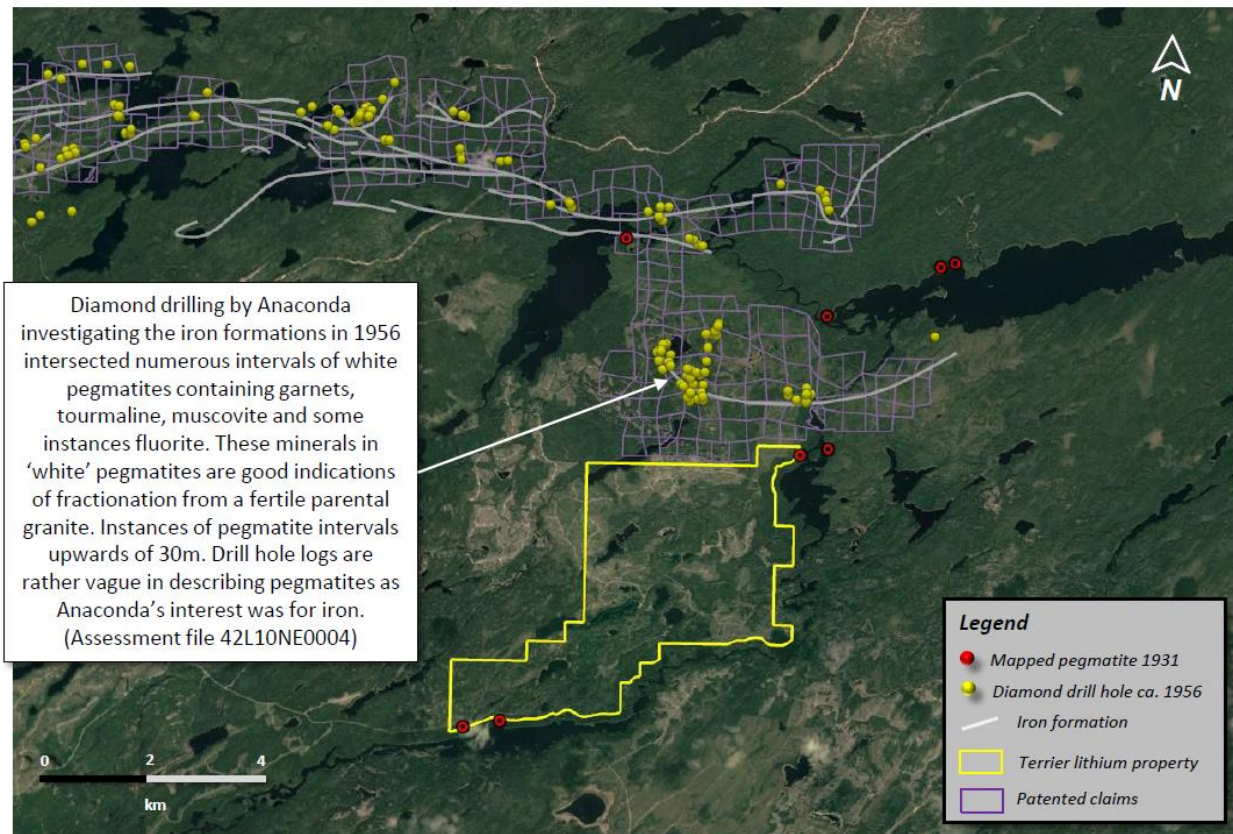 N
Diamond drilling by Anaconda
investigating the iron formations in 1956
intersected numerous intervals of white
pegmatites containing garnets,
tourmaline, muscovite and some
instances fluorite. These minerals in
‘white’ pegmatites are good indications
of fractionation from a fertile parental
granite. Instances of pegmatite intervals
upwards of 30m. Drill hole logs are
rather vague in describing pegmatites as
Anaconda’s interest was for iron.
(Assessment file 42L10NE0004)
Legend
Mapped pegmatite 1931
Diamond drill hole ca. 1956
Iron formation
Terrier lithium property
Patented claims
0 2 4
km